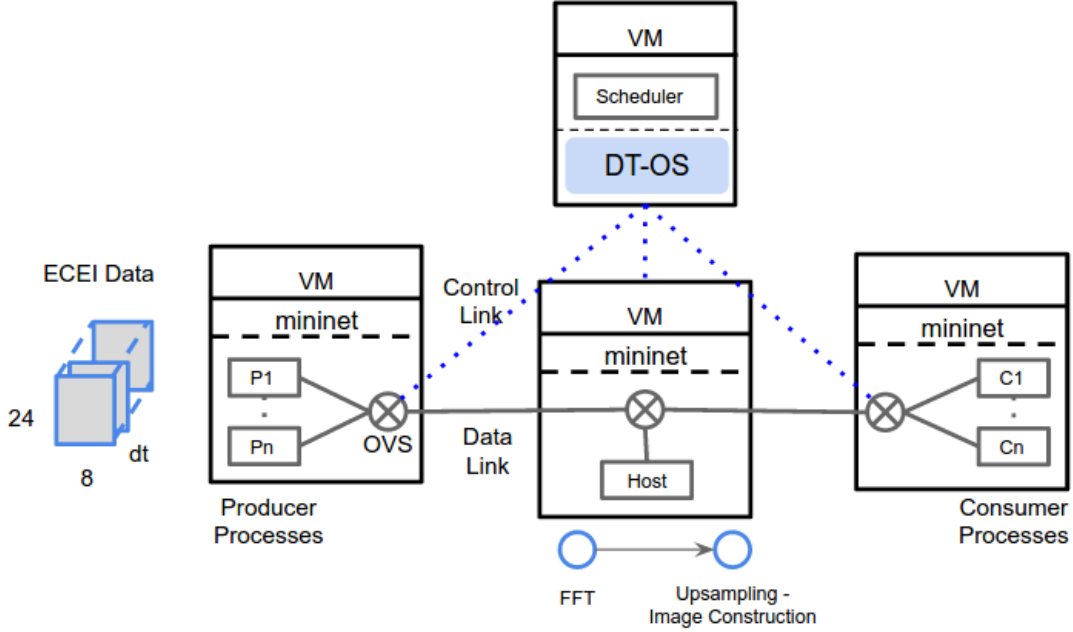 VM
Scheduler
DT-OS
ECEI Data
24
8
dt
VM
mininet
P1
Pn
OVS
Producer
Processes
Control
Link
Data
Link
VM
mininet
Host
FFT
Upsampling -
Image Construction
VM
mininet
C1
Cn
Consumer
Processes